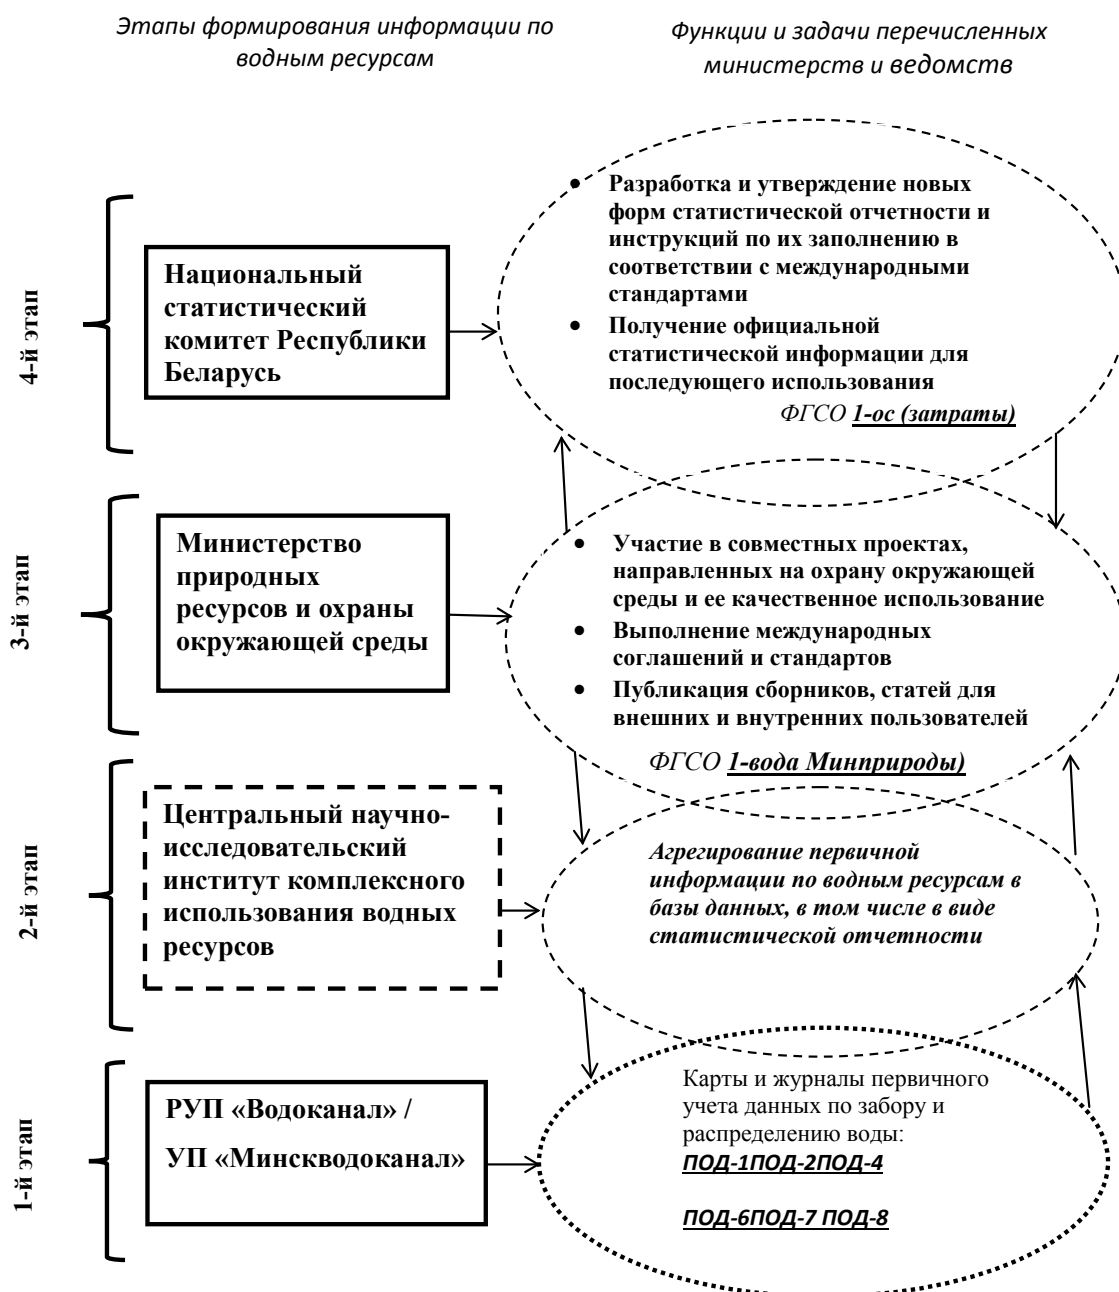 Этапы формирования информации по
водным ресурсам
Функции и задачи перечисленных
министерств и ведомств
4-й этап
Национальный
статистический
комитет Республики
Беларусь
• Разработка и утверждение новых
форм статистической отчетности и
инструкций по их заполнению в
соответствии с международными
стандартами
• Получение официальной
статистической информации для
последующего использования
ФГСО 1-ос (затраты)
3-й этап
Министерство
природных
ресурсов и охраны
окружающей среды
• Участие в совместных проектах,
направленных на охрану окружающей
среды и ее качественное использование
• Выполнение международных
соглашений и стандартов
• Публикация сборников, статей для
внешних и внутренних пользователей
ФГСО 1-вода Минприроды)
2-й этап
Центральный научно-
исследовательский
институт комплексного
использования водных
ресурсов
Агрегирование первичной
информации по водным ресурсам в
базы данных, в том числе в виде
статистической отчетности
1-й этап
РУП «Водоканал» /
УП «Минскводоканал»
Карты и журналы первичного
учета данных по забору и
распределению воды:
ПОД-1ПОД-2ПОД-4
ПОД-6ПОД-7 ПОД-8